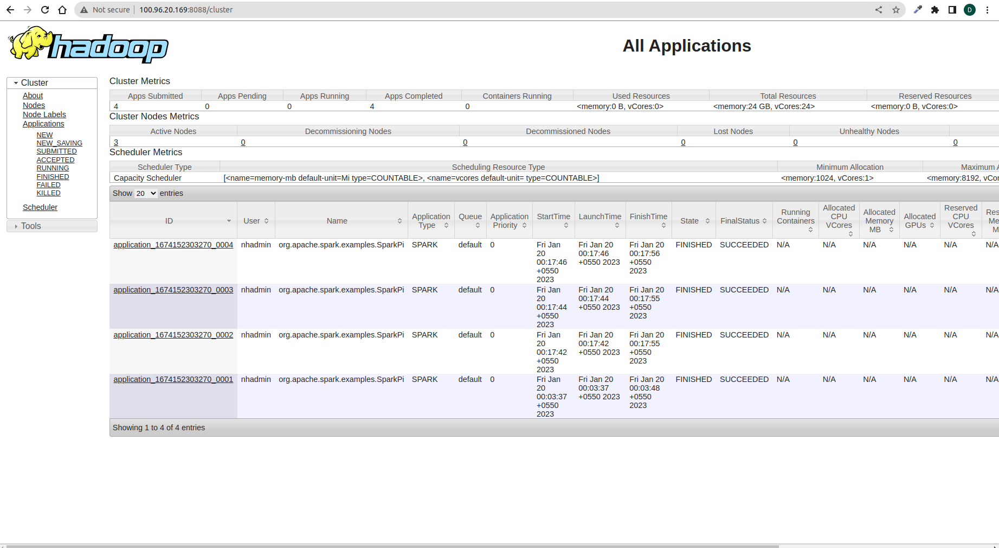 Not secure 100.96.20.169:8088/cluster D
hadoop
All Applications
Cluster
About
Nodes
Node Labels
Applications
NEW
NEW_SAVING
SUBMITTED
ACCEPTED
RUNNING
FINISHED
FAILED
KILLED
Scheduler
Tools
Cluster Metrics
Apps Submitted Apps Pending Apps Running Apps Completed Containers Running Used Resources Total Resources Reserved Resources
4 0 0 4 0 <memory:0 B, vCores:0> <memory:24 GB, vCores:24> <memory:0 B, vCores:0>
Cluster Nodes Metrics
Active Nodes Decommissioning Nodes Decommissioned Nodes Lost Nodes Unhealthy Nodes
3 0 0 0 0 0
Scheduler Metrics
Scheduler Type Scheduling Resource Type Minimum Allocation Maximum A
Capacity Scheduler [<name=memory-mb default-unit=Mi type=COUNTABLE>, <name=vcores default-unit= type=COUNTABLE>] <memory:1024, vCores:1> <memory:8192, vCor
Show 20 entries
ID User Name Application Type Queue Application Priority StartTime LaunchTime FinishTime State FinalStatus Running Containers Allocated CPU VCores Allocated Memory MB Allocated GPUs Reserved CPU VCores Res Me M
application_1674152303270_0004 nhadmin org.apache.spark.examples.SparkPi SPARK default 0 Fri Jan 20 00:17:46 +0550 2023 Fri Jan 20 00:17:46 +0550 2023 Fri Jan 20 00:17:56 +0550 2023 FINISHED SUCCEEDED N/A N/A N/A N/A N/A N/A
application_1674152303270_0003 nhadmin org.apache.spark.examples.SparkPi SPARK default 0 Fri Jan 20 00:17:44 +0550 2023 Fri Jan 20 00:17:44 +0550 2023 Fri Jan 20 00:17:55 +0550 2023 FINISHED SUCCEEDED N/A N/A N/A N/A N/A N/A
application_1674152303270_0002 nhadmin org.apache.spark.examples.SparkPi SPARK default 0 Fri Jan 20 00:17:42 +0550 2023 Fri Jan 20 00:17:42 +0550 2023 Fri Jan 20 00:17:55 +0550 2023 FINISHED SUCCEEDED N/A N/A N/A N/A N/A N/A
application_1674152303270_0001 nhadmin org.apache.spark.examples.SparkPi SPARK default 0 Fri Jan 20 00:03:37 +0550 2023 Fri Jan 20 00:03:37 +0550 2023 Fri Jan 20 00:03:48 +0550 2023 FINISHED SUCCEEDED N/A N/A N/A N/A N/A N/A
Showing 1 to 4 of 4 entries